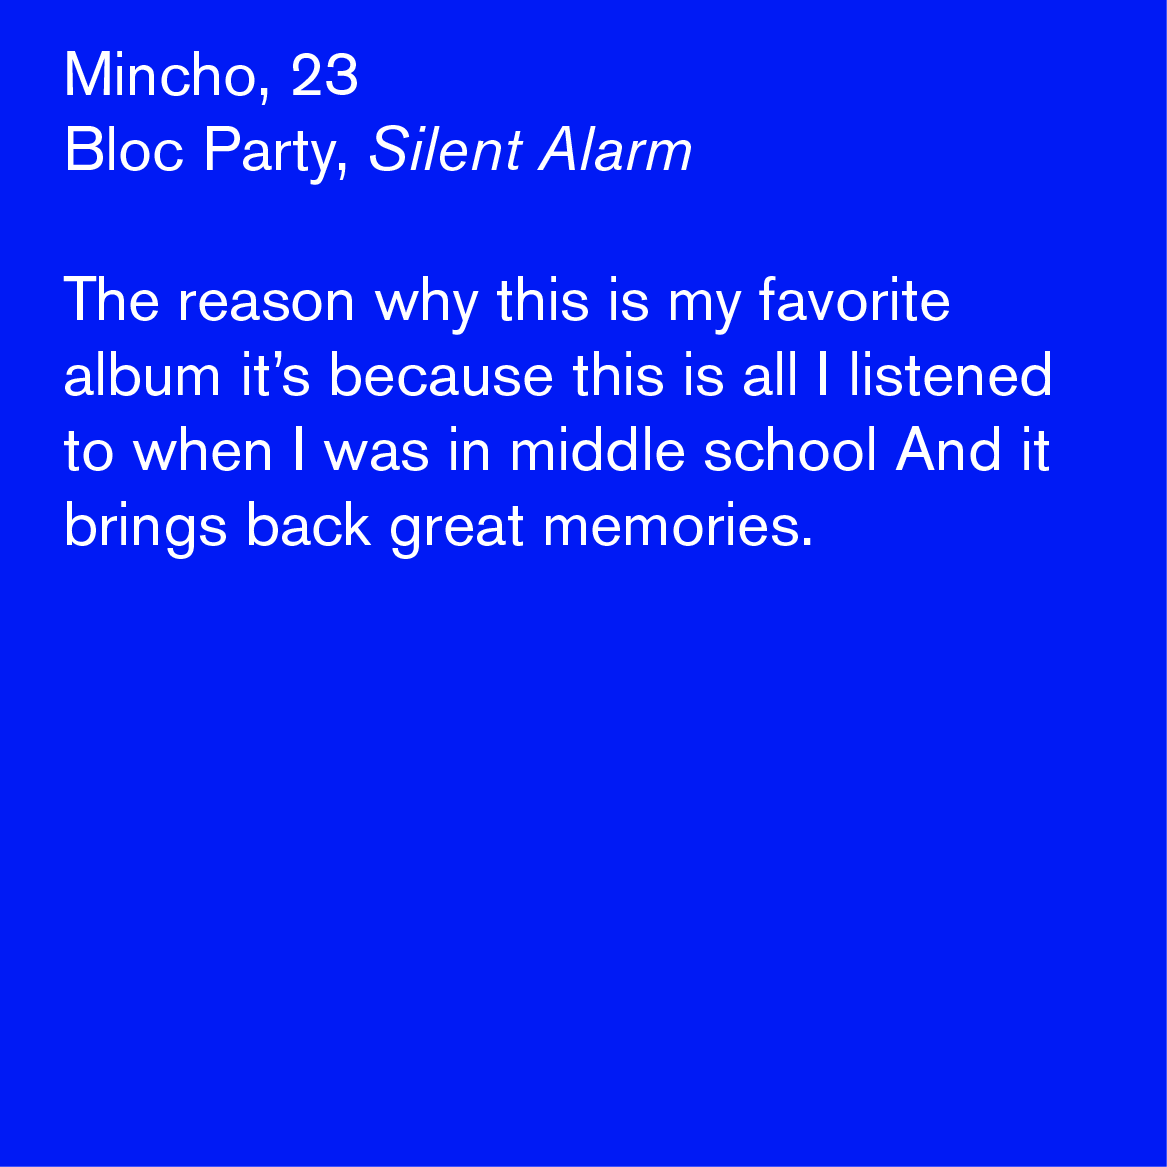 Mincho, 23
Bloc Party, Silent Alarm
The reason why this is my favorite
album it’s because this is all I listened
to when I was in middle school And it
brings back great memories.